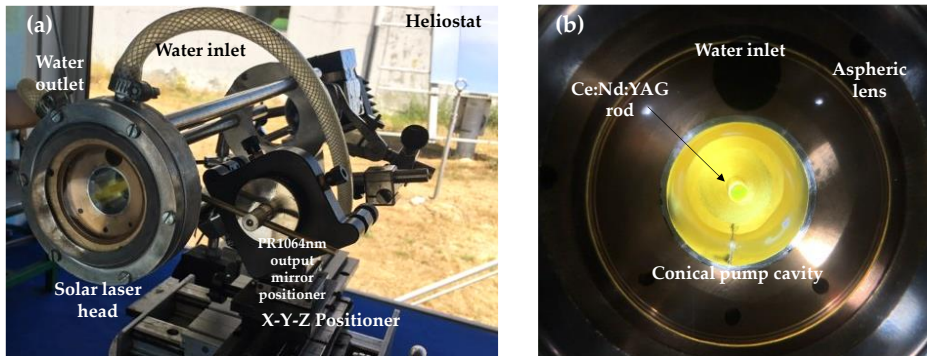 (a)
Heliostat
Water inlet
Water
outlet
PR1064nm
output
mirror
positioner
Solar laser
head
X-Y-Z Positioner
(b)
Water inlet
Aspheric
lens
Ce:Nd:YAG
rod
Conical pump cavity